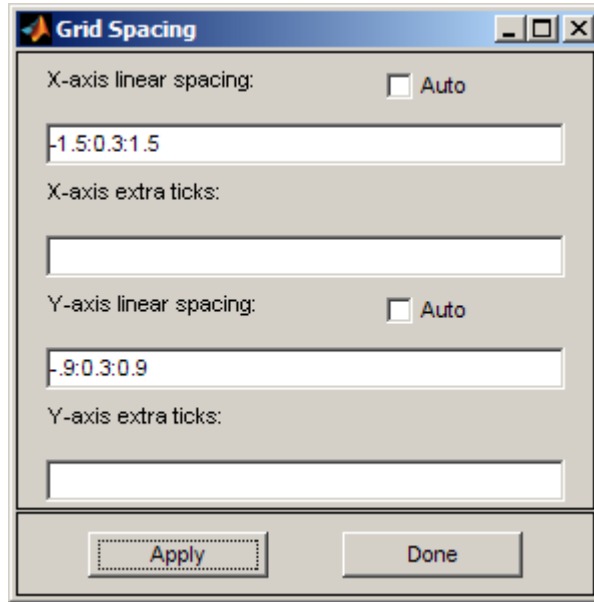 Grid Spacing
X-axis linear spacing:
Auto
-1.5:0.3:1.5
X-axis extra ticks:
Y-axis linear spacing:
Auto
-.9:0.3:0.9
Y-axis extra ticks:
Apply
Done